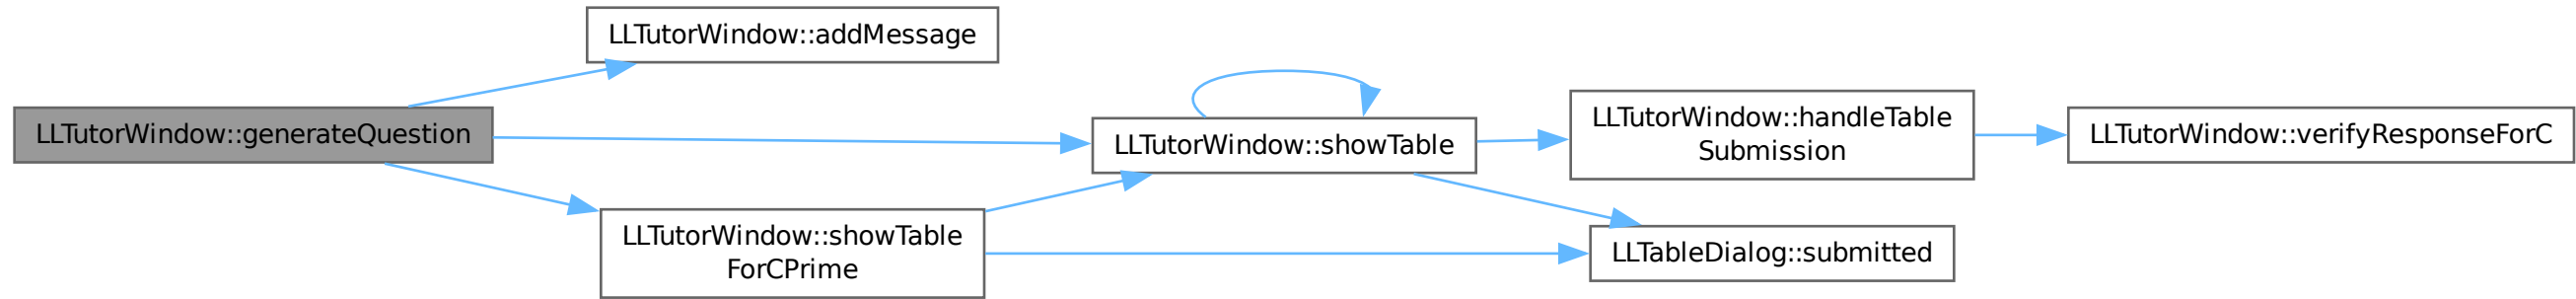 LLTutorWindow::generateQuestion
LLTutorWindow::addMessage
LLTutorWindow::showTable
ForCPrime
LLTutorWindow::showTable
LLTutorWindow::handleTable
Submission
LLTableDialog::submitted
LLTutorWindow::verifyResponseForC